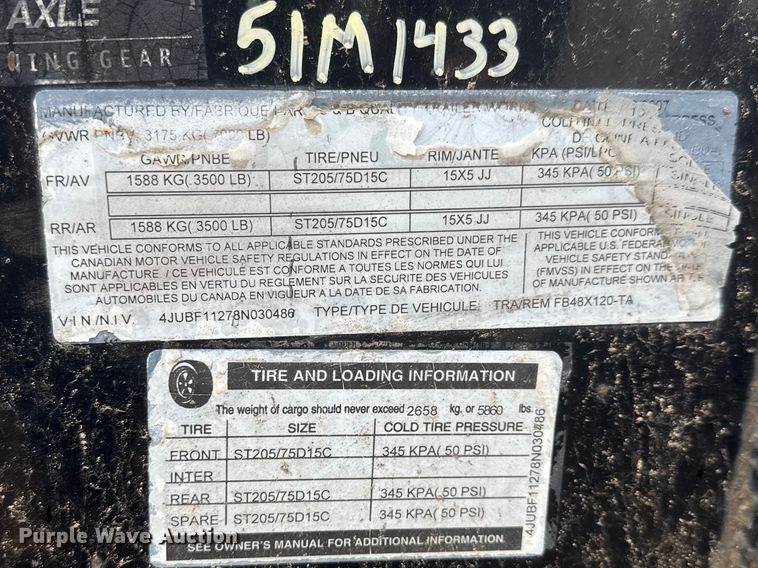 AXLE
GEAR
51M1433
MANUFACTURED BY/FABRIQUE
3175 KG( LB)
GAWR/PNBE TIRE/PNEU RIM/JANTE KPA (PSI/LPC
FR/AV 1588 KG( 3500 LB) ST205/75D15C 15X5 JJ 345 KPA( 50 PSI)
RR/AR 1588 KG( 3500 LB) ST205/75D15C 15X5 JJ 345 KPA( 50 PSI) SINGLE
THIS VEHICLE CONFORMS TO ALL APPLICABLE STANDARDS PRESCRIBED UNDER THE
CANADIAN MOTOR VEHICLE SAFETY REGULATIONS IN EFFECT ON THE DATE OF
MANUFACTURE / CE VEHICULE EST CONFORME A TOUTES LES NORMES QUI LUI
SONT APPLICABLES EN VERTU DU REGLEMENT SUR LA SECURITE DES VEHICULES
AUTOMOBILES DU CANADA EN VIGUEUR A LA DATE DE SA FABRICATION.
THIS VEHICLE CONFORMS
APPLICABLE U.S. FEDERAL
VEHICLE SAFETY STAN
(FMVSS) IN EFFECT ON
OF MANUFACTURE SHOWN
V·I·N·/N·I·V· 4JUBF11278N030486 TYPE/TYPE DE VEHICULE: TRA/REM FB48X120-TA
TIRE AND LOADING INFORMATION
The weight of cargo should never exceed 2658 kg. or 5860 lbs.
TIRE SIZE COLD TIRE PRESSURE
FRONT ST205/75D15C 345 KPA( 50 PSI)
INTER
REAR ST205/75D15C 345 KPA( 50 PSI)
SPARE ST205/75D15C 345 KPA( 50 PSI)
SEE OWNER'S MANUAL FOR ADDITIONAL INFORMATION
4JUBF11278N030486
Purple Wave Auction